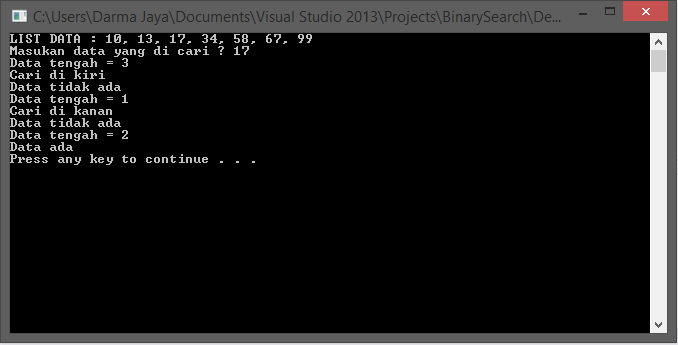 C:\Users\Darma Jaya\Documents\Visual Studio 2013\Projects\BinarySearch\De...
LIST DATA : 10, 13, 17, 34, 58, 67, 99
Masukan data yang di cari ? 17
Data tengah = 3
Cari di kiri
Data tidak ada
Data tengah = 1
Cari di kanan
Data tidak ada
Data tengah = 2
Data ada
Press any key to continue . . .